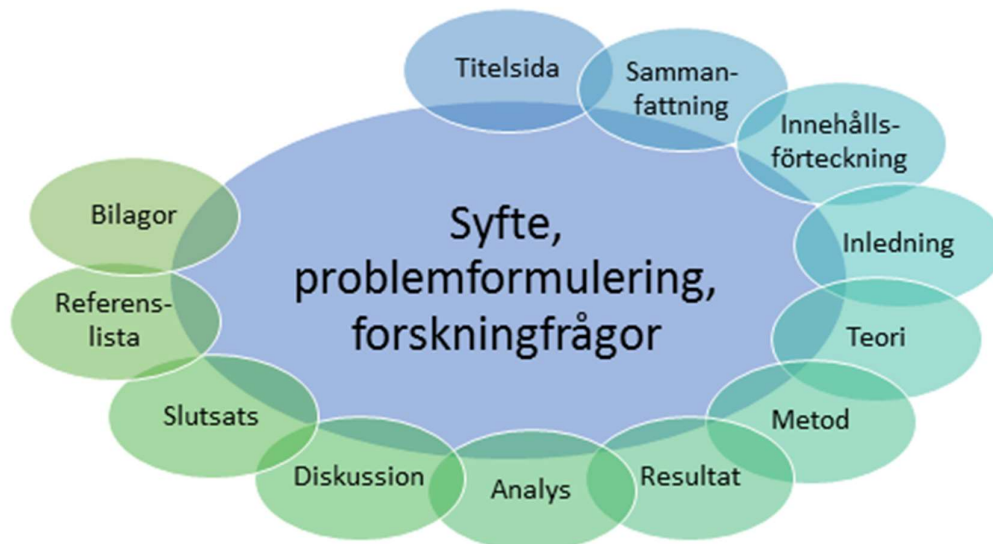 Titelsida
Samman-
fattning
Innehålls-
förteckning
Inledning
Teori
Metod
Resultat
Analys
Diskussion
Slutsats
Referens-
lista
Bilagor
Syfte,
problemformulering,
forskningfrågor